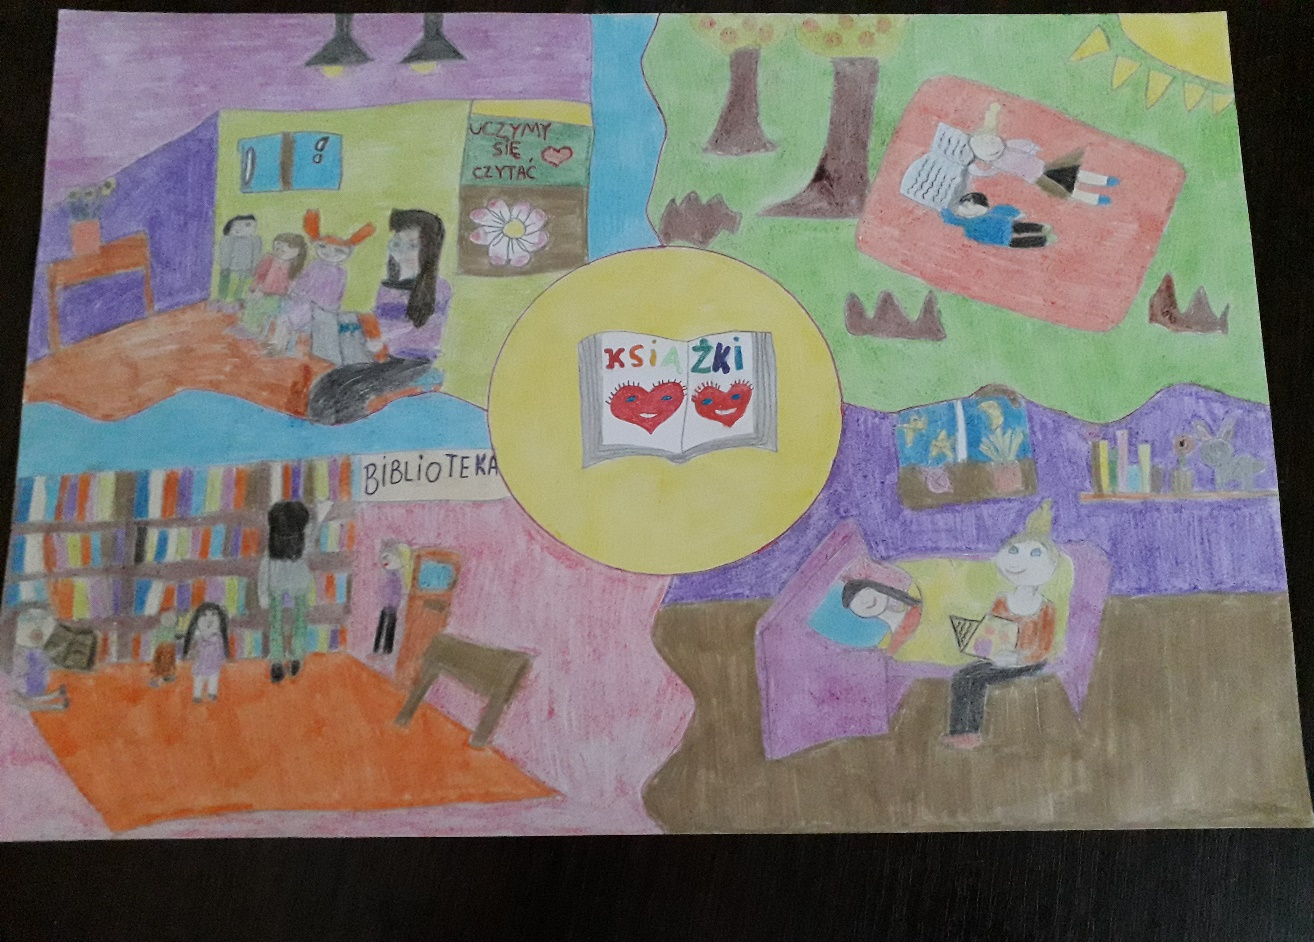 UCZYMY
SIĘ
CZYTAĆ
KSIĄŻKI
BIBLIOTEKA